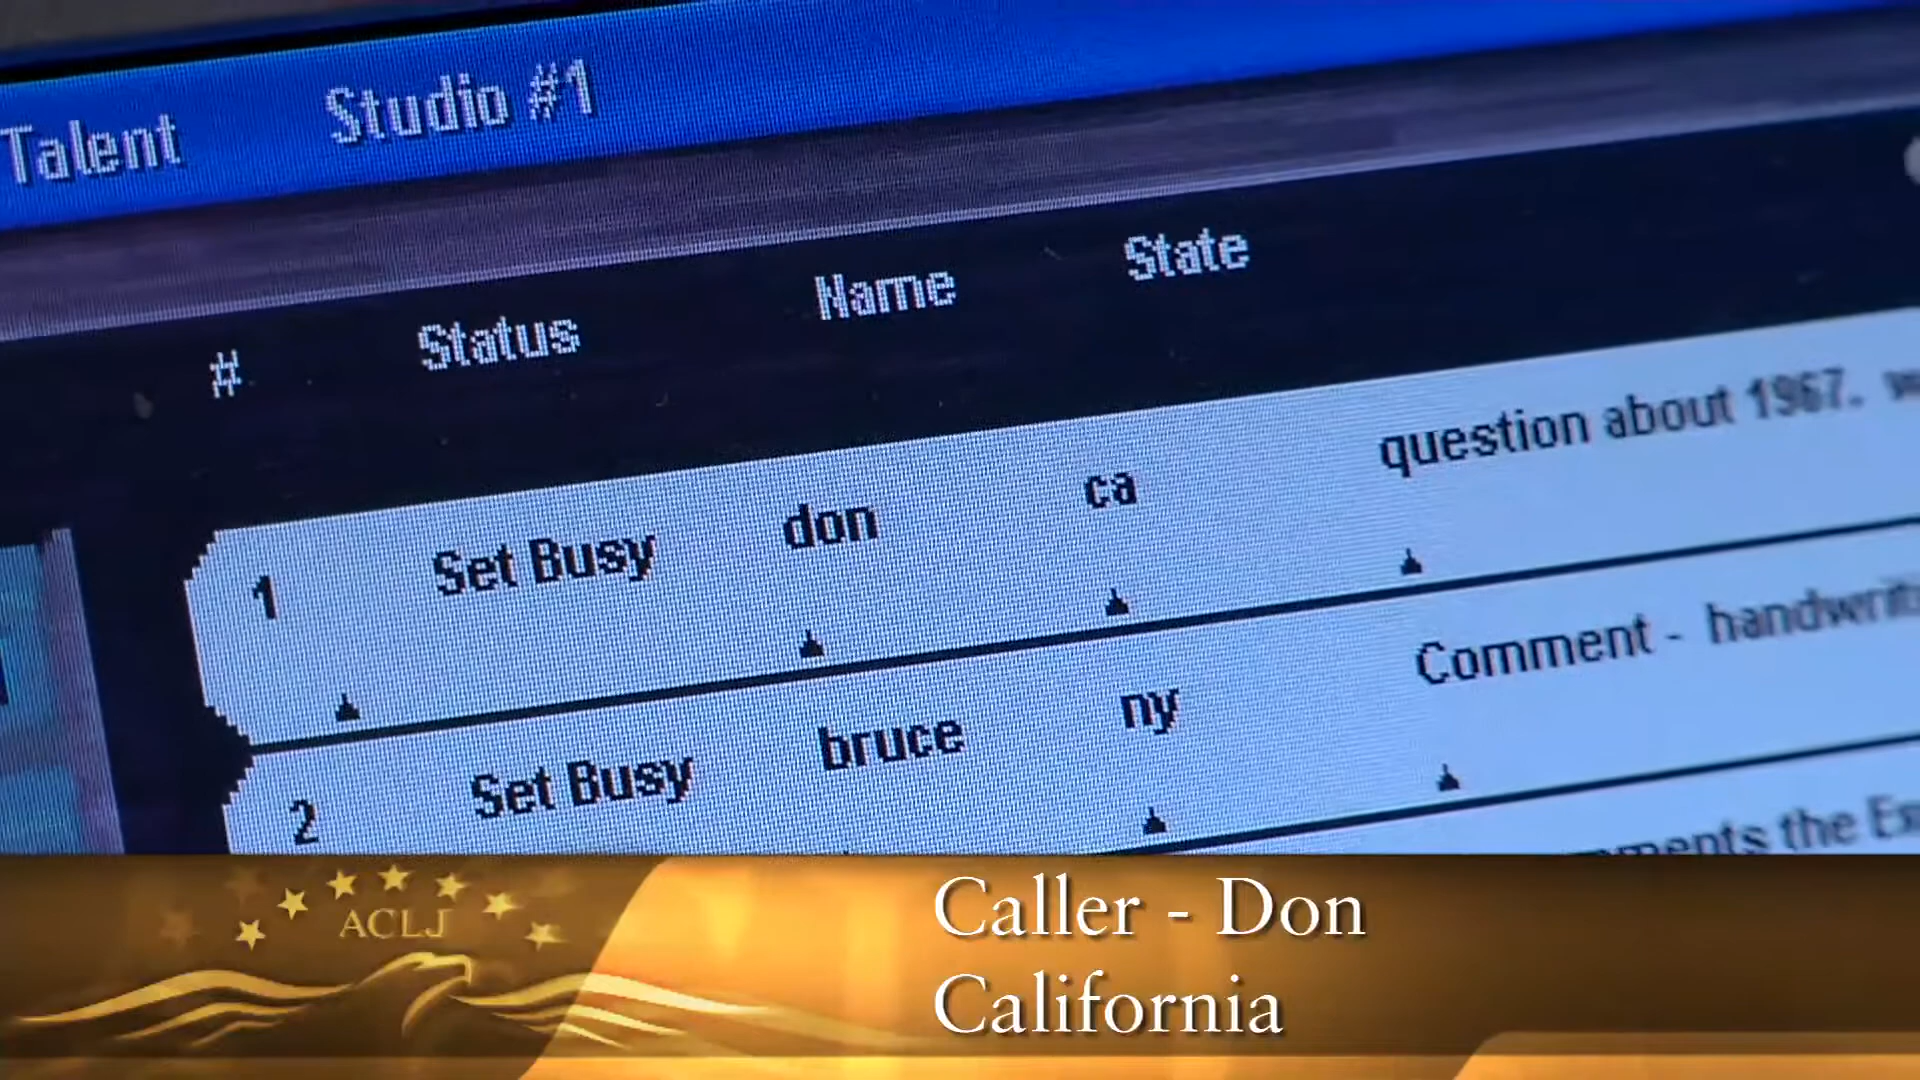 Talent Studio #1
# Status Name State
1 Set Busy don ca question about 1967.
2 Set Busy bruce ny Comment -
the
ACLJ
Caller - Don
California